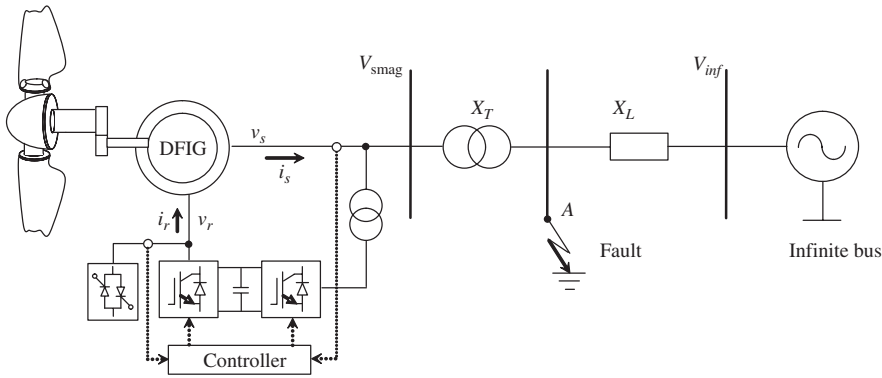 V_smag
V_inf
X_T
X_L
v_s
DFIG
i_s
i_r
v_r
A
Fault
Infinite bus
Controller